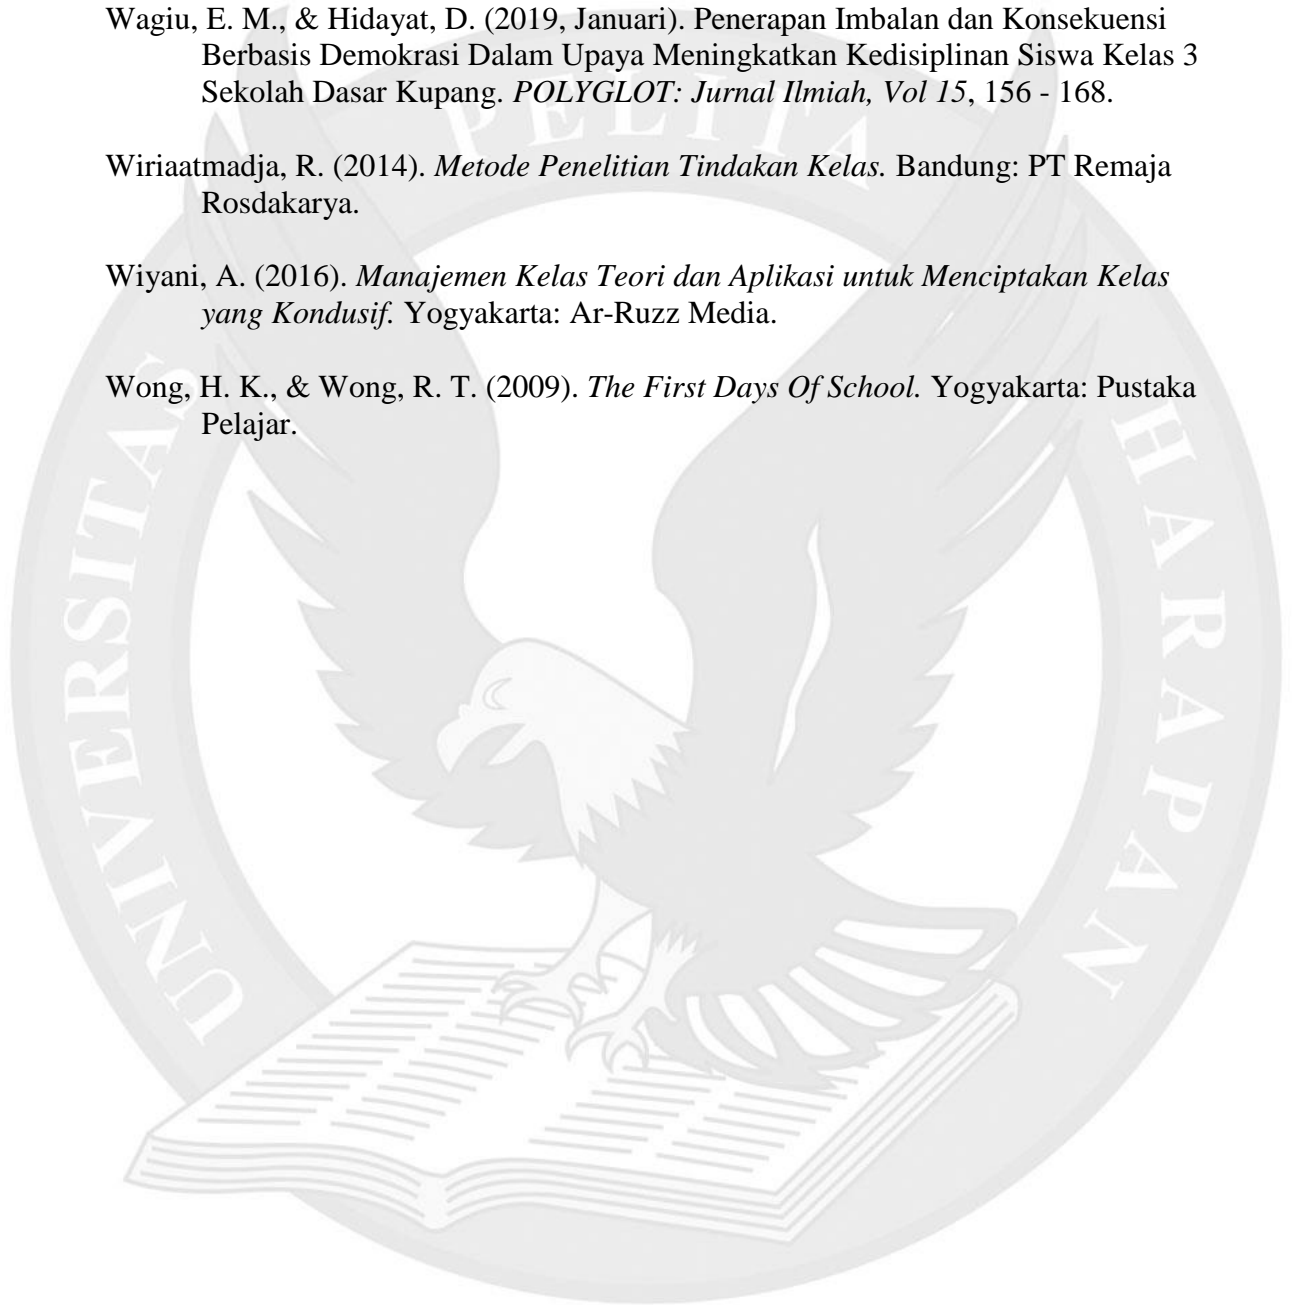 Wagiu, E. M., & Hidayat, D. (2019, Januari). Penerapan Imbalan dan Konsekuensi
Berbasis Demokrasi Dalam Upaya Meningkatkan Kedisiplinan Siswa Kelas 3
Sekolah Dasar Kupang. POLYGLOT: Jurnal Ilmiah, Vol 15, 156 - 168.
Wiriaatmadja, R. (2014). Metode Penelitian Tindakan Kelas. Bandung: PT Remaja
Rosdakarya.
Wiyani, A. (2016). Manajemen Kelas Teori dan Aplikasi untuk Menciptakan Kelas
yang Kondusif. Yogyakarta: Ar-Ruzz Media.
Wong, H. K., & Wong, R. T. (2009). The First Days Of School. Yogyakarta: Pustaka
Pelajar.
UNIVERSITAS PELITA HARAPAN